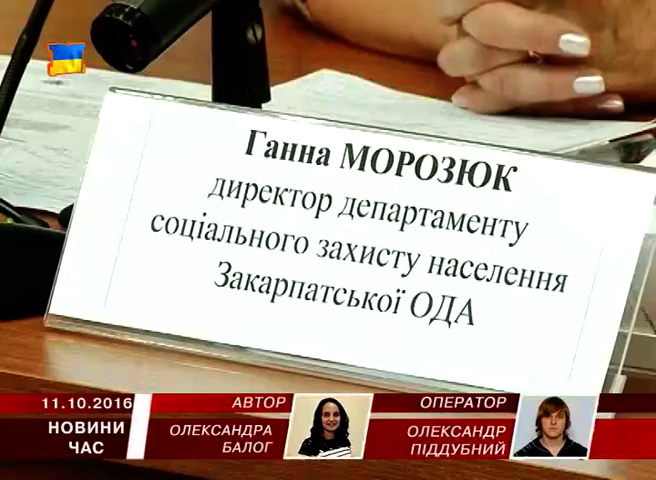 Ганна МОРОЗЮК
директор департаменту
соціального захисту населення
Закарпатської ОДА
11.10.2016
НОВИНИ
ЧАС
АВТОР
ОЛЕКСАНДРА
БАЛОГ
ОПЕРАТОР
ОЛЕКСАНДР
ПІДДУБНИЙ